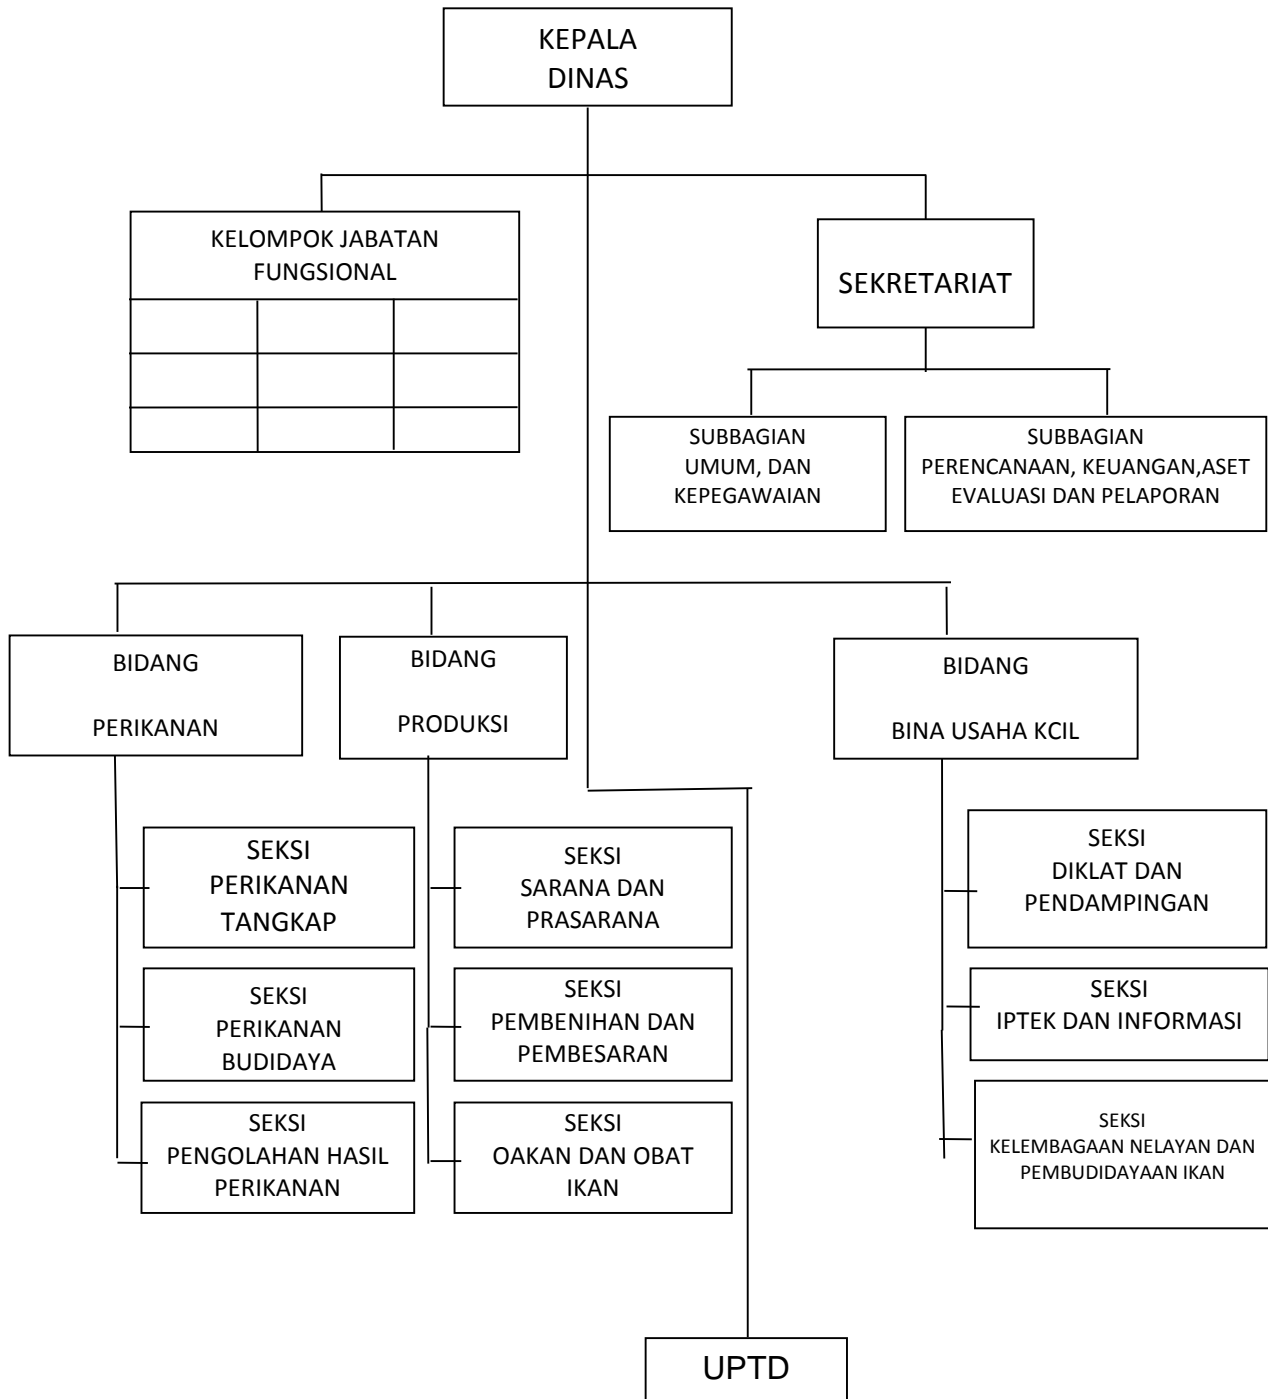 KEPALA
DINAS
KELOMPOK JABATAN
FUNGSIONAL
SEKRETARIAT
SUBBAGIAN
UMUM, DAN
KEPEGAWAIAN
SUBBAGIAN
PERENCANAAN, KEUANGAN,ASET
EVALUASI DAN PELAPORAN
BIDANG
PERIKANAN
BIDANG
PRODUKSI
BIDANG
BINA USAHA KCIL
SEKSI
PERIKANAN
TANGKAP
SEKSI
SARANA DAN
PRASARANA
SEKSI
DIKLAT DAN
PENDAMPINGAN
SEKSI
PERIKANAN
BUDIDAYA
SEKSI
PEMBENIHAN DAN
PEMBESARAN
SEKSI
IPTEK DAN INFORMASI
SEKSI
PENGOLAHAN HASIL
PERIKANAN
SEKSI
OAKAN DAN OBAT
IKAN
SEKSI
KELEMBAGAAN NELAYAN DAN
PEMBUDIDAYAAN IKAN
UPTD